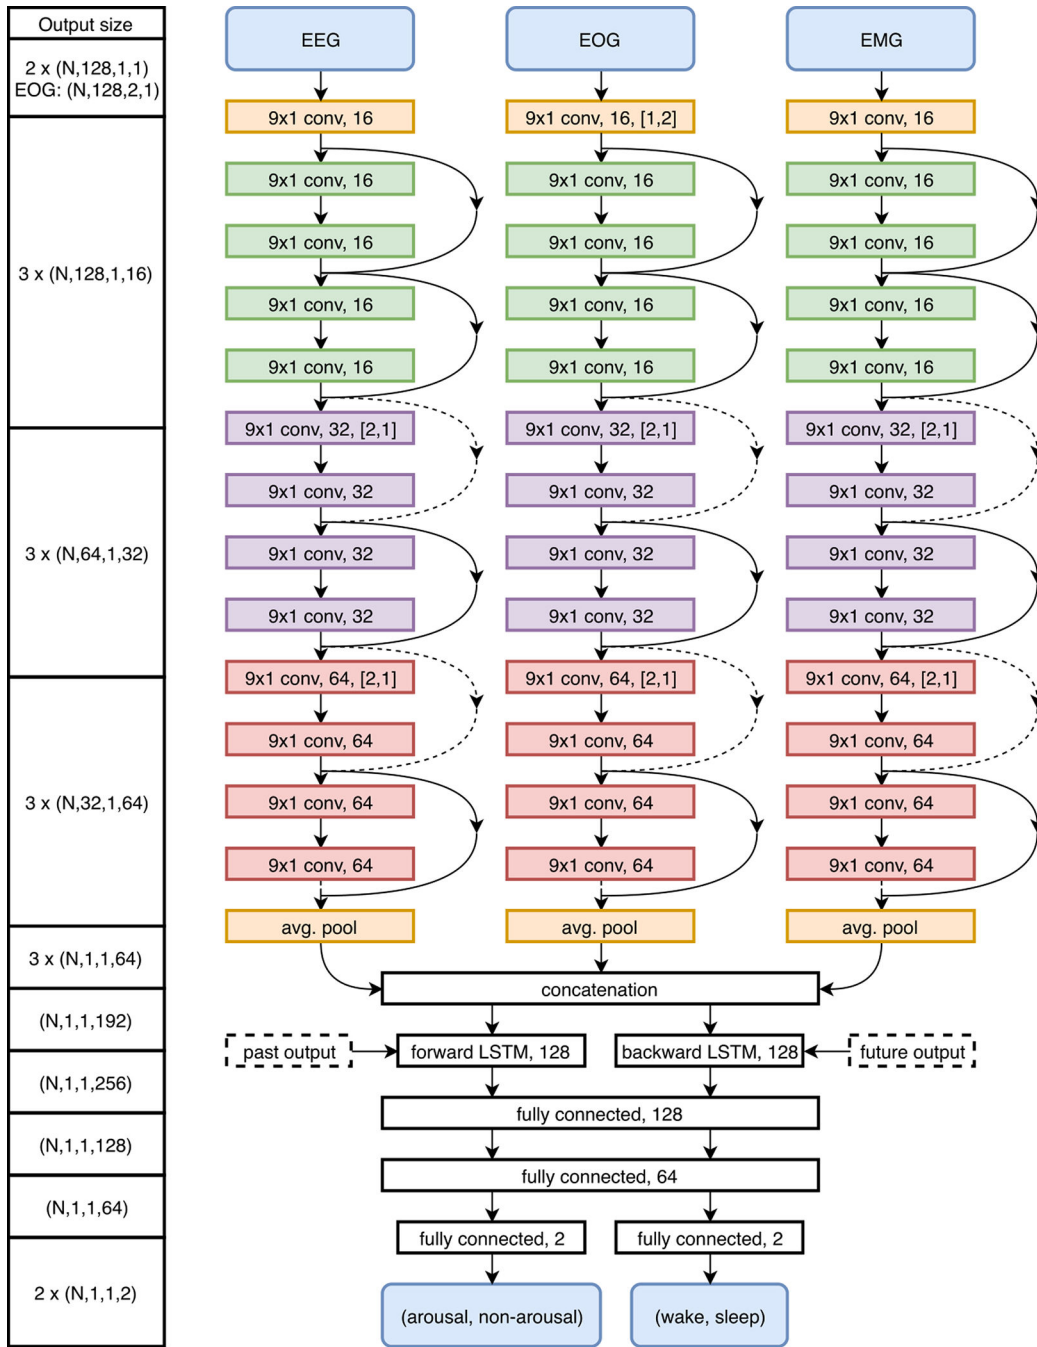 Output size
2 x (N,128,1,1)
EOG: (N,128,2,1)
3 x (N,128,1,16)
3 x (N,64,1,32)
3 x (N,32,1,64)
3 x (N,1,1,64)
(N,1,1,192)
(N,1,1,256)
(N,1,1,128)
(N,1,1,64)
2 x (N,1,1,2)
EEG
EOG
EMG
9x1 conv, 16
9x1 conv, 16, [1,2]
9x1 conv, 16
9x1 conv, 16
9x1 conv, 16
9x1 conv, 16
9x1 conv, 16
9x1 conv, 16
9x1 conv, 16
9x1 conv, 16
9x1 conv, 16
9x1 conv, 16
9x1 conv, 16
9x1 conv, 16
9x1 conv, 16
9x1 conv, 32, [2,1]
9x1 conv, 32, [2,1]
9x1 conv, 32, [2,1]
9x1 conv, 32
9x1 conv, 32
9x1 conv, 32
9x1 conv, 32
9x1 conv, 32
9x1 conv, 32
9x1 conv, 32
9x1 conv, 32
9x1 conv, 32
9x1 conv, 64, [2,1]
9x1 conv, 64, [2,1]
9x1 conv, 64, [2,1]
9x1 conv, 64
9x1 conv, 64
9x1 conv, 64
9x1 conv, 64
9x1 conv, 64
9x1 conv, 64
9x1 conv, 64
9x1 conv, 64
9x1 conv, 64
avg. pool
avg. pool
avg. pool
concatenation
past output
forward LSTM, 128
backward LSTM, 128
future output
fully connected, 128
fully connected, 64
fully connected, 2
fully connected, 2
(arousal, non-arousal)
(wake, sleep)